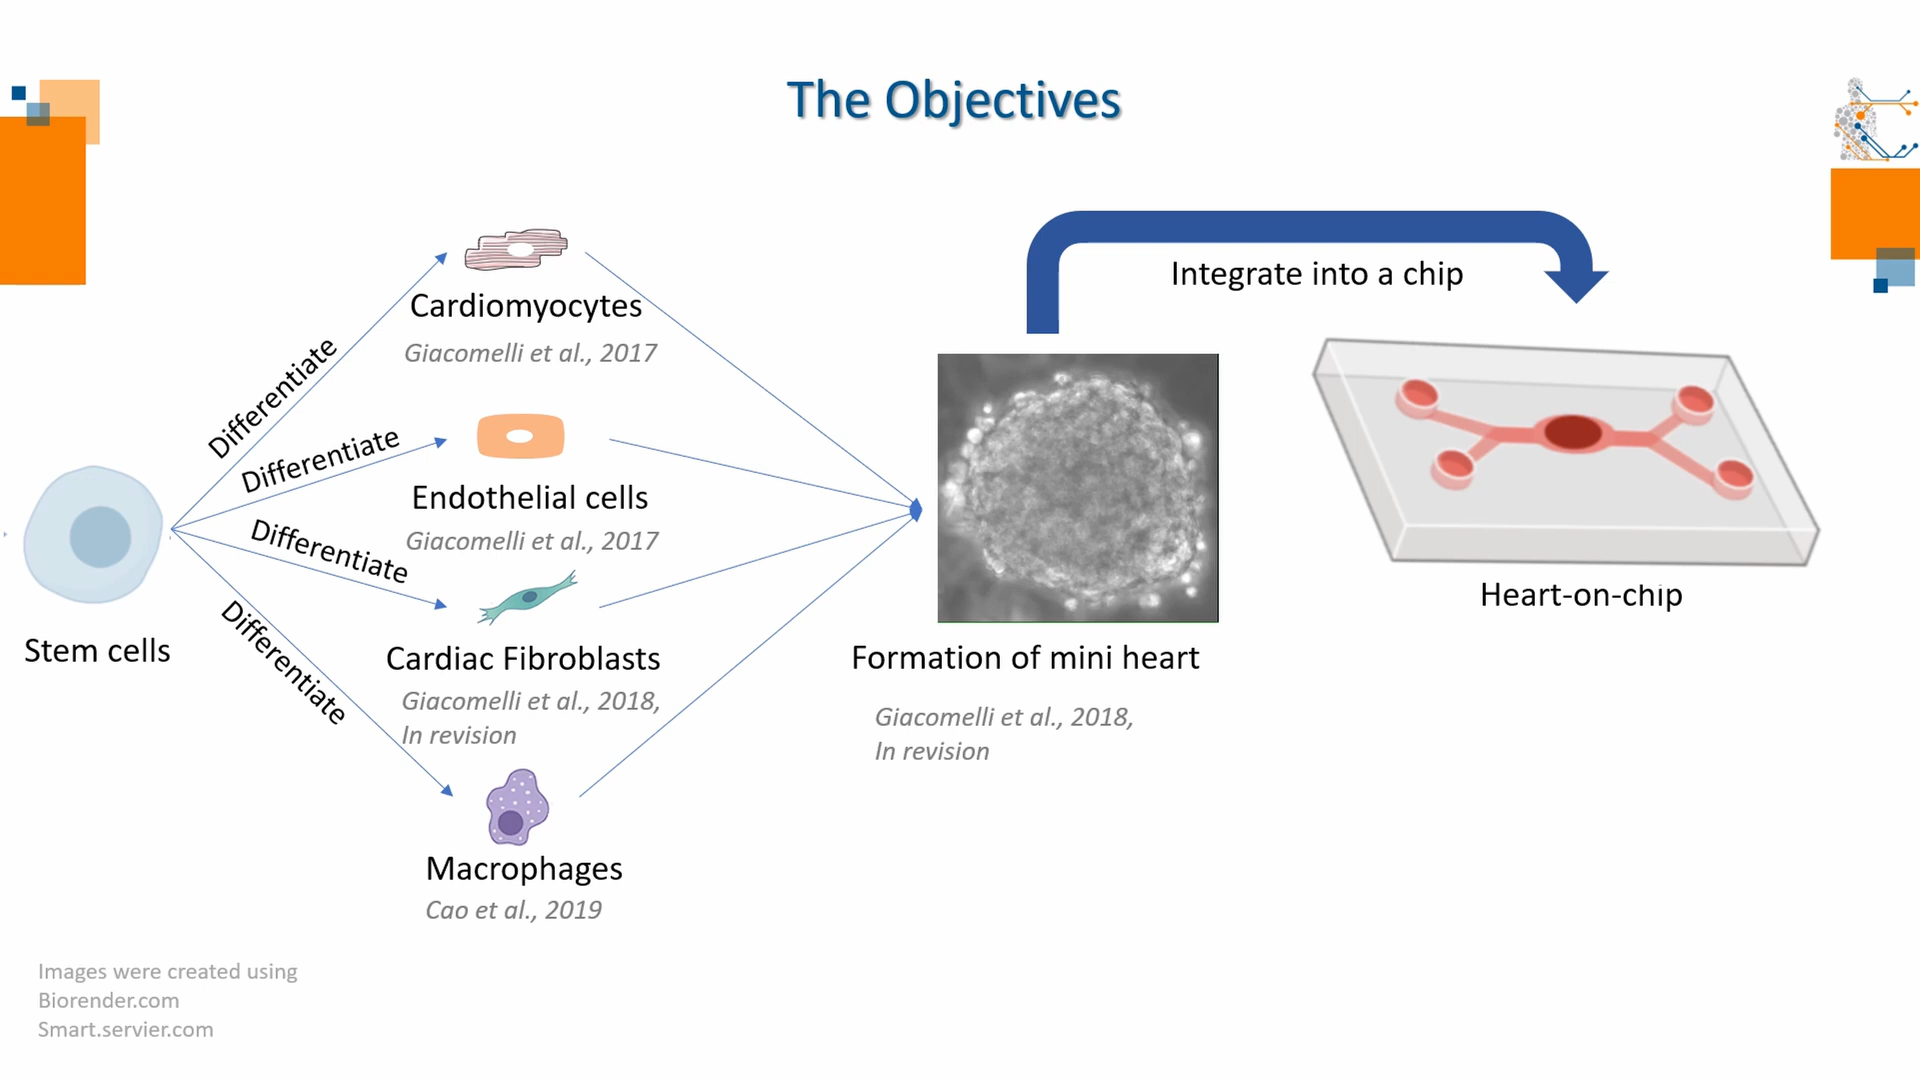 The Objectives
Integrate into a chip
Differentiate
Cardiomyocytes
Giacomelli et al., 2017
Differentiate
Endothelial cells
Giacomelli et al., 2017
Differentiate
Cardiac Fibroblasts
Giacomelli et al., 2018,
In revision
Differentiate
Macrophages
Cao et al., 2019
Stem cells
Formation of mini heart
Giacomelli et al., 2018,
In revision
Heart-on-chip
Images were created using
Biorender.com
Smart.servier.com